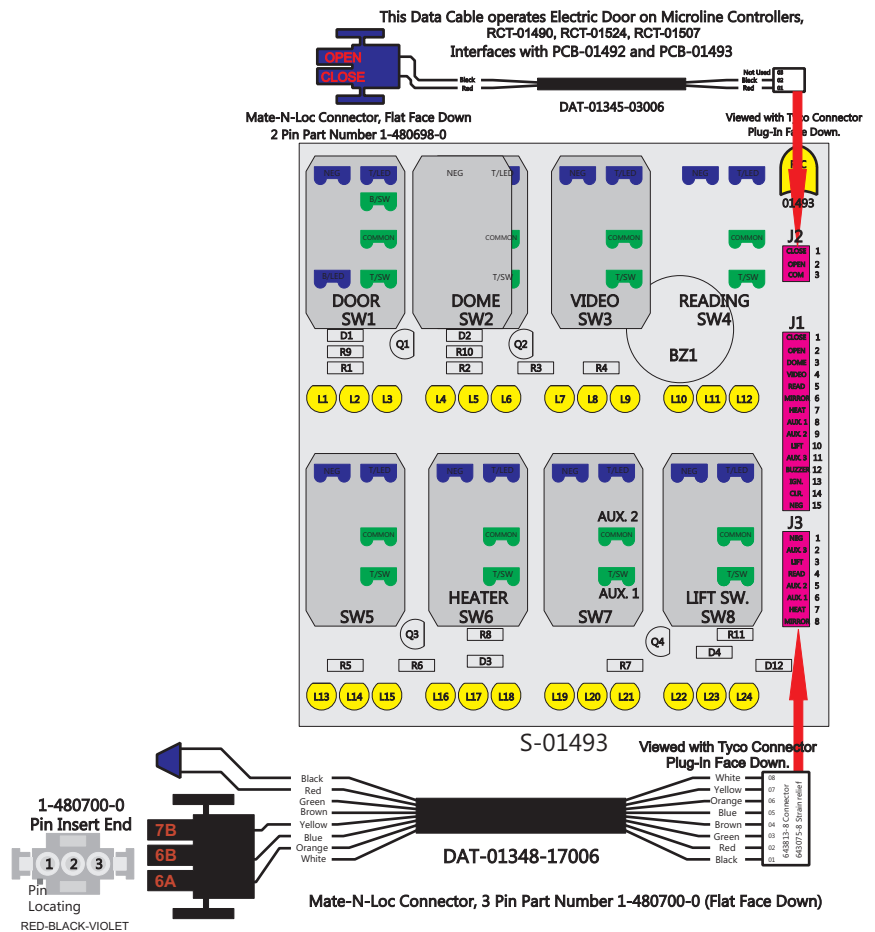 This Data Cable operates Electric Door on Microline Controllers,
RCT-01490, RCT-01524, RCT-01507
Interfaces with PCB-01492 and PCB-01493
OPEN
CLOSE
Black
Red
DAT-01345-03006
Not Used
Black
Red
03
02
01
Mate-N-Loc Connector, Flat Face Down
2 Pin Part Number 1-480698-0
Viewed with Tyco Connector
Plug-In Face Down.
01493
NEG T/LED
B/SW
COMMON
B/LED T/SW
DOOR
SW1
NEG T/LED
COMMON
T/SW
DOME
SW2
NEG T/LED
COMMON
T/SW
VIDEO
SW3
NEG T/LED
COMMON
T/SW
READING
SW4
BZ1
J2
CLOSE 1
OPEN 2
COM 3
D1
R9
R1
Q1
D2
R10
R2
Q2
R3
R4
L1 L2 L3
L4 L5 L6
L7 L8 L9
L10 L11 L12
J1
CLOSE 1
OPEN 2
DOME 3
VIDEO 4
READ 5
MIRROR 6
HEAT 7
AUX. 1 8
AUX. 2 9
LIFT 10
AUX. 3 11
BUZZER 12
IGN. 13
CLR. 14
NEG 15
NEG T/LED
COMMON
T/SW
SW5
NEG T/LED
COMMON
T/SW
HEATER
SW6
NEG T/LED
AUX. 2
COMMON
T/SW
AUX. 1
SW7
NEG T/LED
COMMON
T/SW
LIFT SW.
SW8
J3
NEG 1
AUX. 3 2
LIFT 3
READ 4
AUX. 2 5
AUX. 1 6
HEAT 7
MIRROR 8
Q3
R8
Q4
R11
D4
R5
R6
D3
R7
D12
L13 L14 L15
L16 L17 L18
L19 L20 L21
L22 L23 L24
S-01493
Viewed with Tyco Connector
Plug-In Face Down.
Black
Red
Green
Brown
Yellow
Blue
Orange
White
DAT-01348-17006
White
Yellow
Orange
Blue
Brown
Green
Red
Black
08
07
06
05
04
03
02
01
643813-8 Connector
643075-8 Strain relief
1-480700-0
Pin Insert End
1 2 3
Pin
Locating
RED-BLACK-VIOLET
7B
6B
6A
Mate-N-Loc Connector, 3 Pin Part Number 1-480700-0 (Flat Face Down)